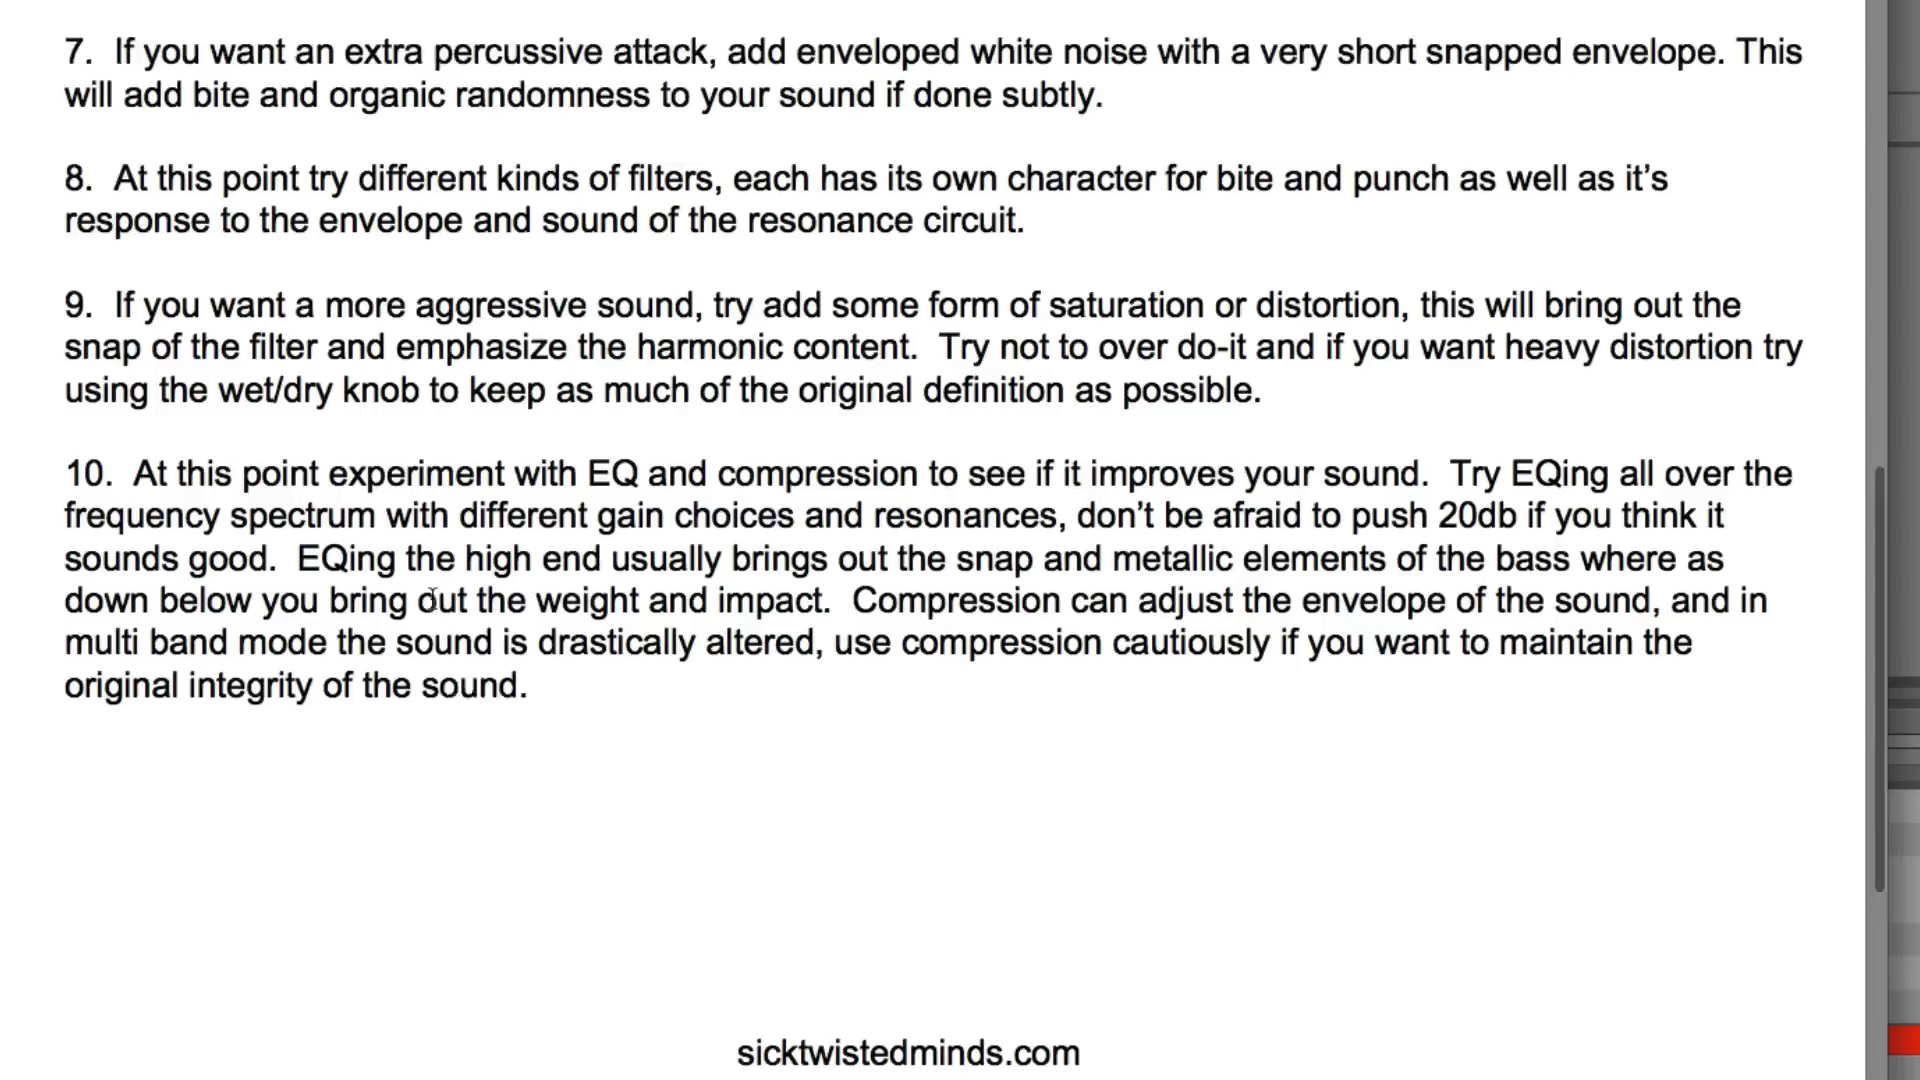 7.  If you want an extra percussive attack, add enveloped white noise with a very short snapped envelope. This
will add bite and organic randomness to your sound if done subtly.
8.  At this point try different kinds of filters, each has its own character for bite and punch as well as it’s
response to the envelope and sound of the resonance circuit.
9.  If you want a more aggressive sound, try add some form of saturation or distortion, this will bring out the
snap of the filter and emphasize the harmonic content.  Try not to over do-it and if you want heavy distortion try
using the wet/dry knob to keep as much of the original definition as possible.
10.  At this point experiment with EQ and compression to see if it improves your sound.  Try EQing all over the
frequency spectrum with different gain choices and resonances, don’t be afraid to push 20db if you think it
sounds good.  EQing the high end usually brings out the snap and metallic elements of the bass where as
down below you bring out the weight and impact.  Compression can adjust the envelope of the sound, and in
multi band mode the sound is drastically altered, use compression cautiously if you want to maintain the
original integrity of the sound.
sicktwistedminds.com